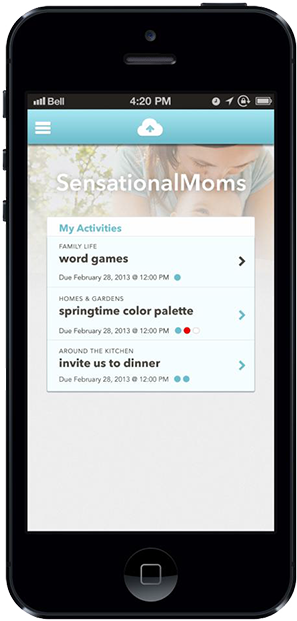 Bell 4:20 PM
SensationalMoms
My Activities
FAMILY LIFE
word games
Due February 28, 2013 @ 12:00 PM
HOMES & GARDENS
springtime color palette
Due February 28, 2013 @ 12:00 PM
AROUND THE KITCHEN
invite us to dinner
Due February 28, 2013 @ 12:00 PM